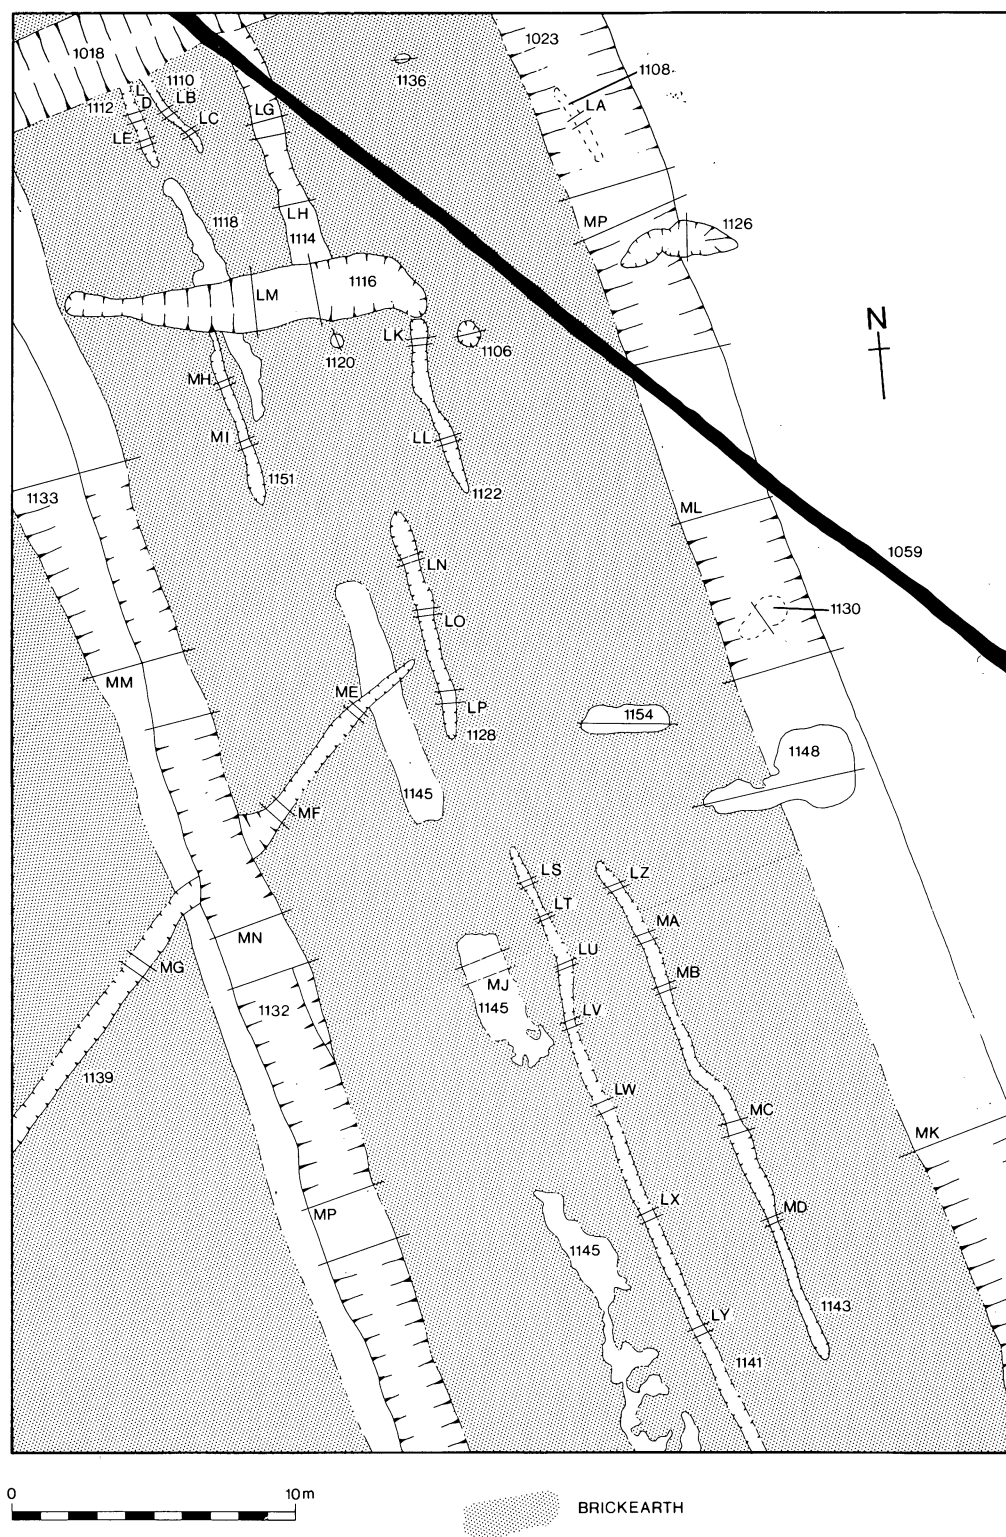 1018
1023
1108
1136
1110
1112
L
D
LB
LC
LE
LG
LA
LH
1118
1114
MP
1126
1116
LM
N
LK
1106
1120
MH
MI
LL
1151
1122
1133
ML
1059
LN
LO
1130
MM
ME
LP
1128
1154
1148
1145
MF
LS
LZ
LT
MA
MN
LU
MB
MG
MJ
1145
LV
1132
1139
LW
MC
MK
MP
LX
MD
1145
LY
1143
1141
0 10m
BRICKEARTH